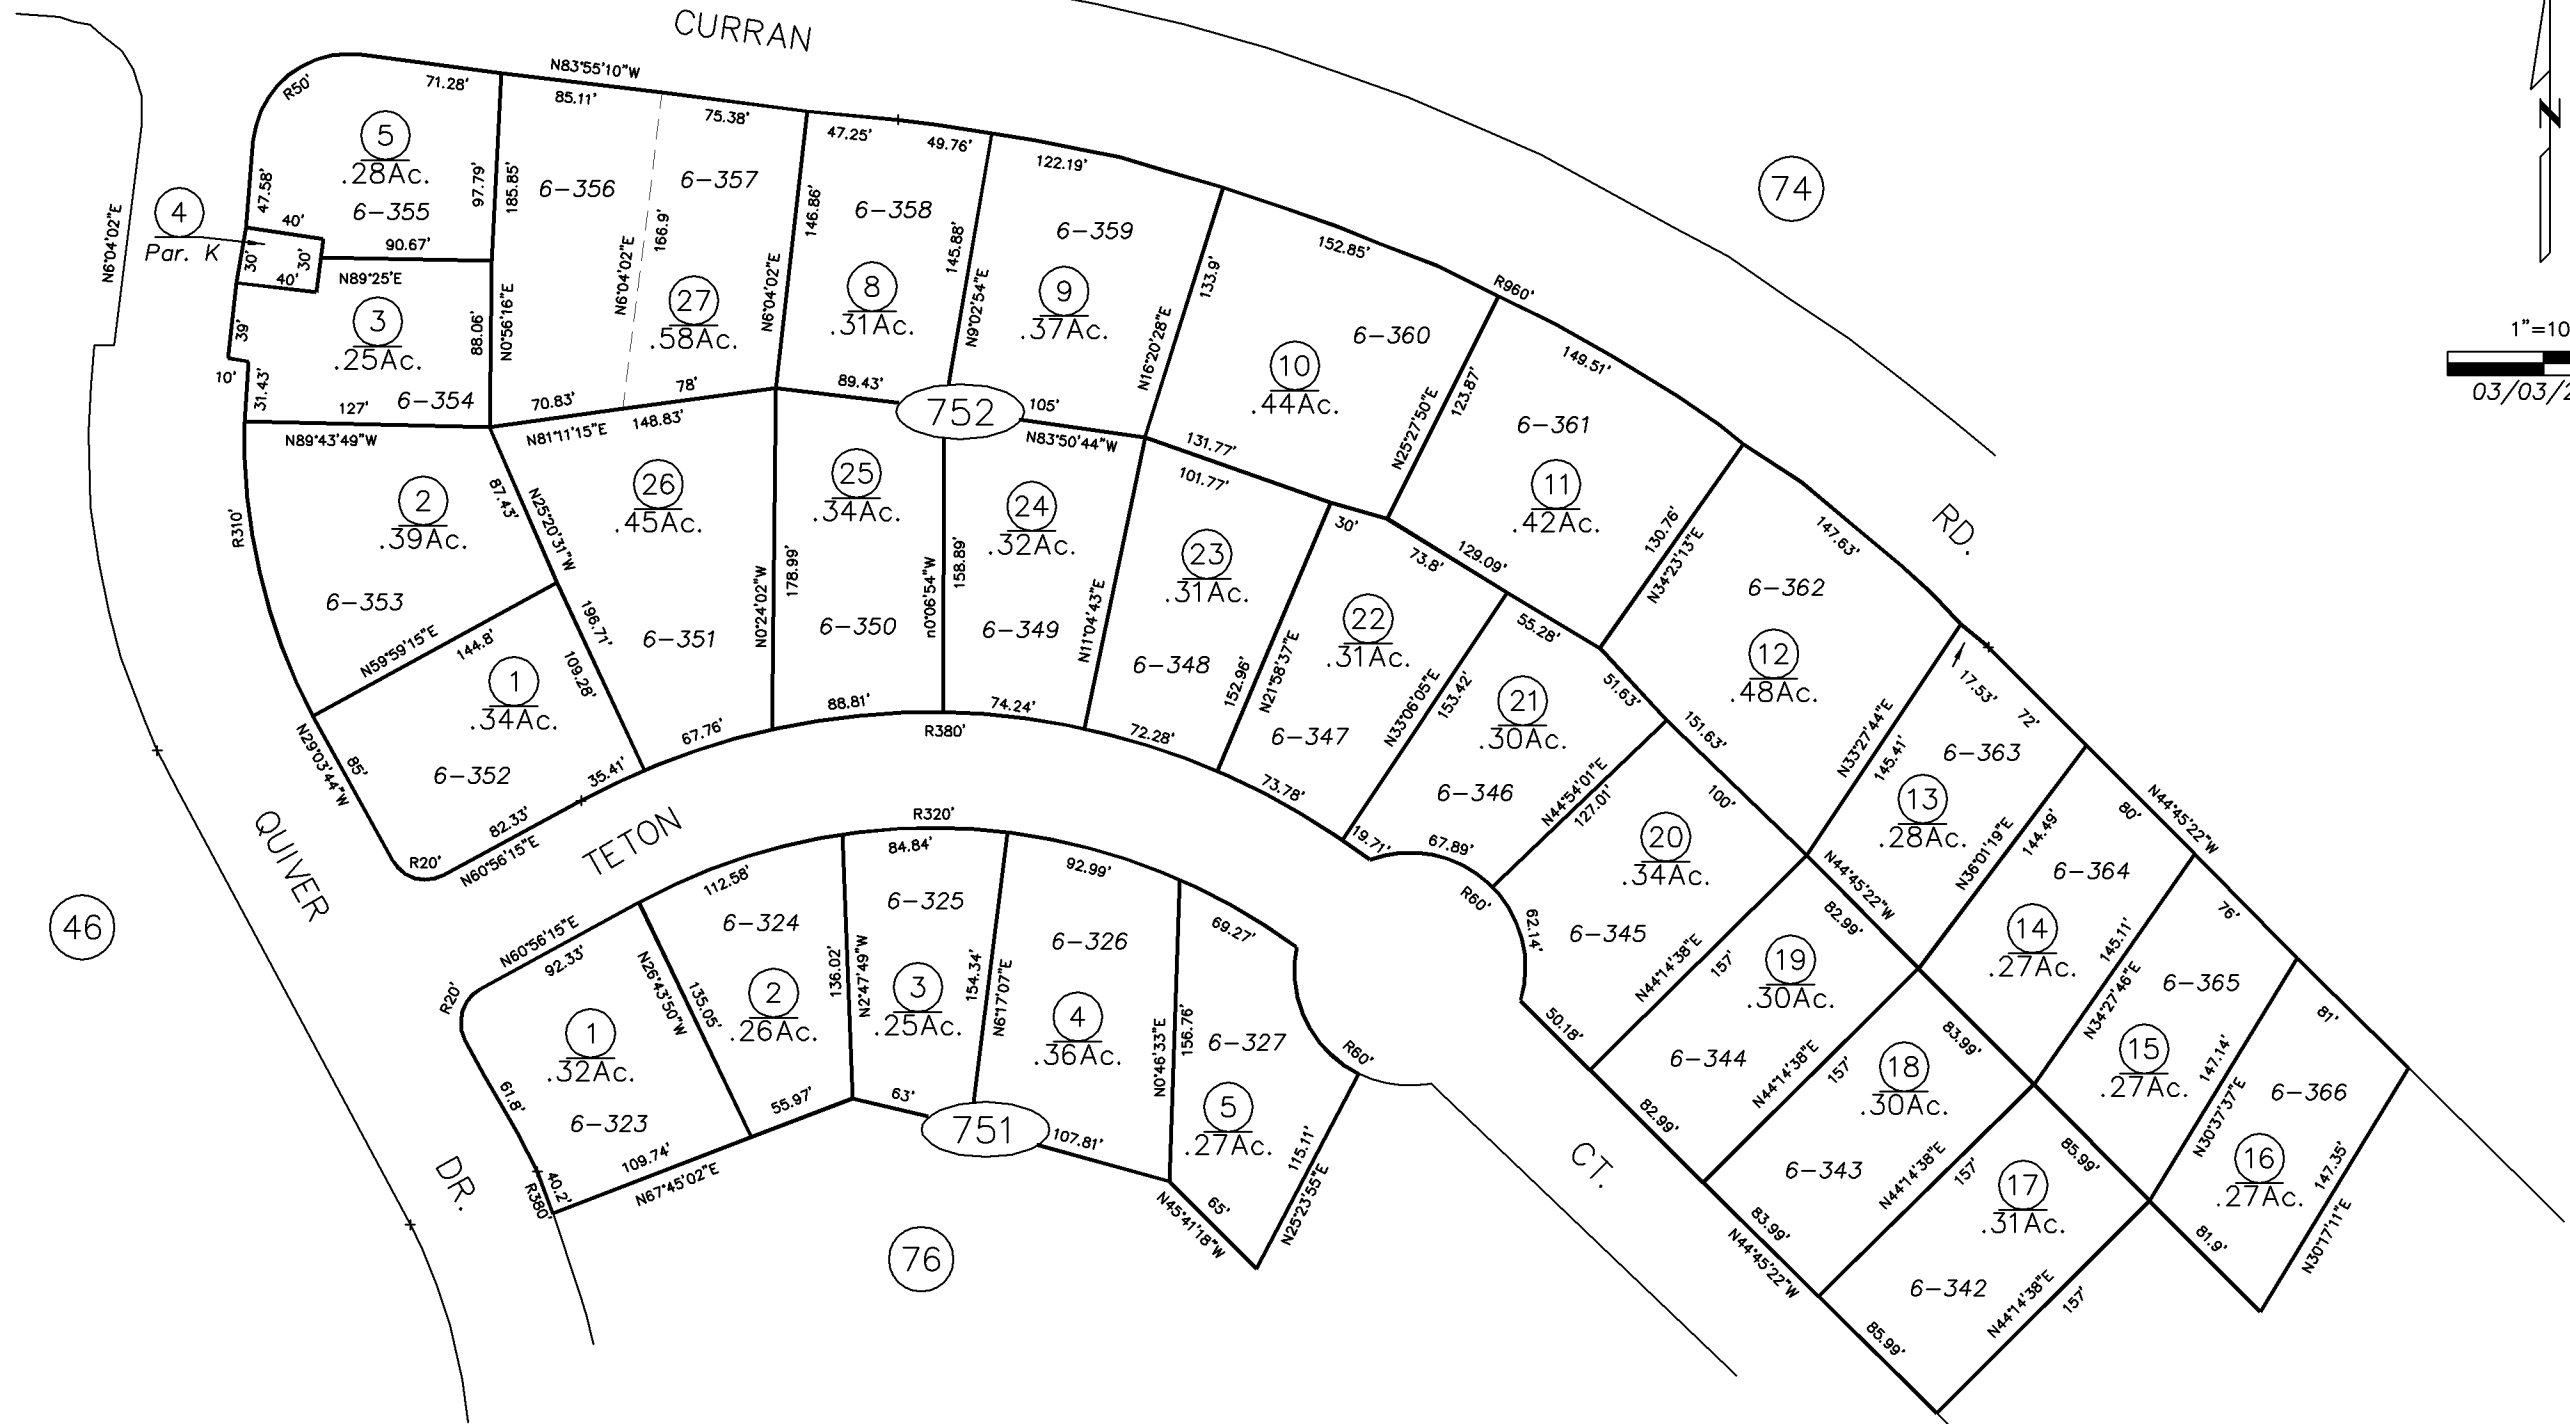 CURRAN
N83°55'10"W
R50'
71.28'
85.11'
75.38'
47.25'
49.76'
122.19'
5
.28Ac.
6-355
47.58'
97.79'
185.85'
6-356
6-357
146.86'
6-358
145.88'
6-359
74
4
Par. K
N6°04'02"E
40'
90.67'
30'
30'
40'
N89°25'E
166.9'
N6°04'02"E
27
.58Ac.
N6°04'02"E
8
.31Ac.
N9°02'54"E
9
.37Ac.
133.9'
152.85'
R960'
N
1"=10
03/03/2
39'
3
.25Ac.
88.06'
N0°56'16"E
10'
31.43'
127'
6-354
N89°43'49"W
70.83'
78'
N81°11'15"E
148.83'
89.43'
752
105'
N83°50'44"W
N16°20'28"E
10
.44Ac.
6-360
131.77'
101.77'
N25°27'50"E
123.87'
149.51'
6-361
11
.42Ac.
R310'
2
.39Ac.
6-353
87.43'
N25°20'31"W
196.71'
109.28'
26
.45Ac.
6-351
N0°24'02"W
178.99'
25
.34Ac.
6-350
n0°06'54"W
158.89'
24
.32Ac.
6-349
N11°04'43"E
23
.31Ac.
6-348
30'
73.8'
129.09'
130.76'
N34°23'13"E
147.63'
RD.
6-362
12
.48Ac.
N59°59'15"E
144.8'
1
.34Ac.
6-352
N29°03'44"W
85'
R20'
82.33'
N60°56'15"E
35.41'
67.76'
88.81'
R380'
74.24'
72.28'
152.96'
N21°58'37"E
22
.31Ac.
6-347
73.78'
N33°06'05"E
153.42'
21
.30Ac.
6-346
55.28'
51.63'
151.63'
17.53'
72'
N33°27'44"E
145.41'
6-363
13
.28Ac.
N44°54'01"E
127.01'
100'
19.71'
67.89'
R60'
62.14'
20
.34Ac.
6-345
N44°45'22"W
82.99'
N36°01'19"E
144.49'
80'
N44°45'22"W
6-364
14
.27Ac.
76'
QUIVER
TETON
46
N60°56'15"E
92.33'
R20'
112.58'
R320'
84.84'
92.99'
69.27'
6-324
6-325
6-326
6-327
N26°43'50"W
135.05'
2
.26Ac.
136.02'
N2°47'49"W
3
.25Ac.
154.34'
N6°17'07"E
4
.36Ac.
N0°46'33"E
156.76'
R60'
1
.32Ac.
6-323
61.8'
40.2'
R380'
109.74'
N67°45'02"E
55.97'
63'
751
107.81'
5
.27Ac.
115.11'
N25°23'55"E
65'
N45°41'18"W
76
DR.
CT.
50.18'
N44°14'38"E
157'
19
.30Ac.
6-344
82.99'
N44°14'38"E
157'
18
.30Ac.
6-343
83.99'
83.99'
N44°45'22"W
N44°14'38"E
157'
17
.31Ac.
6-342
85.99'
85.99'
N44°14'38"E
157'
N34°27'46"E
145.11'
6-365
15
.27Ac.
N30°37'37"E
147.14'
81'
6-366
16
.27Ac.
81.9'
147.35'
N30°17'11"E